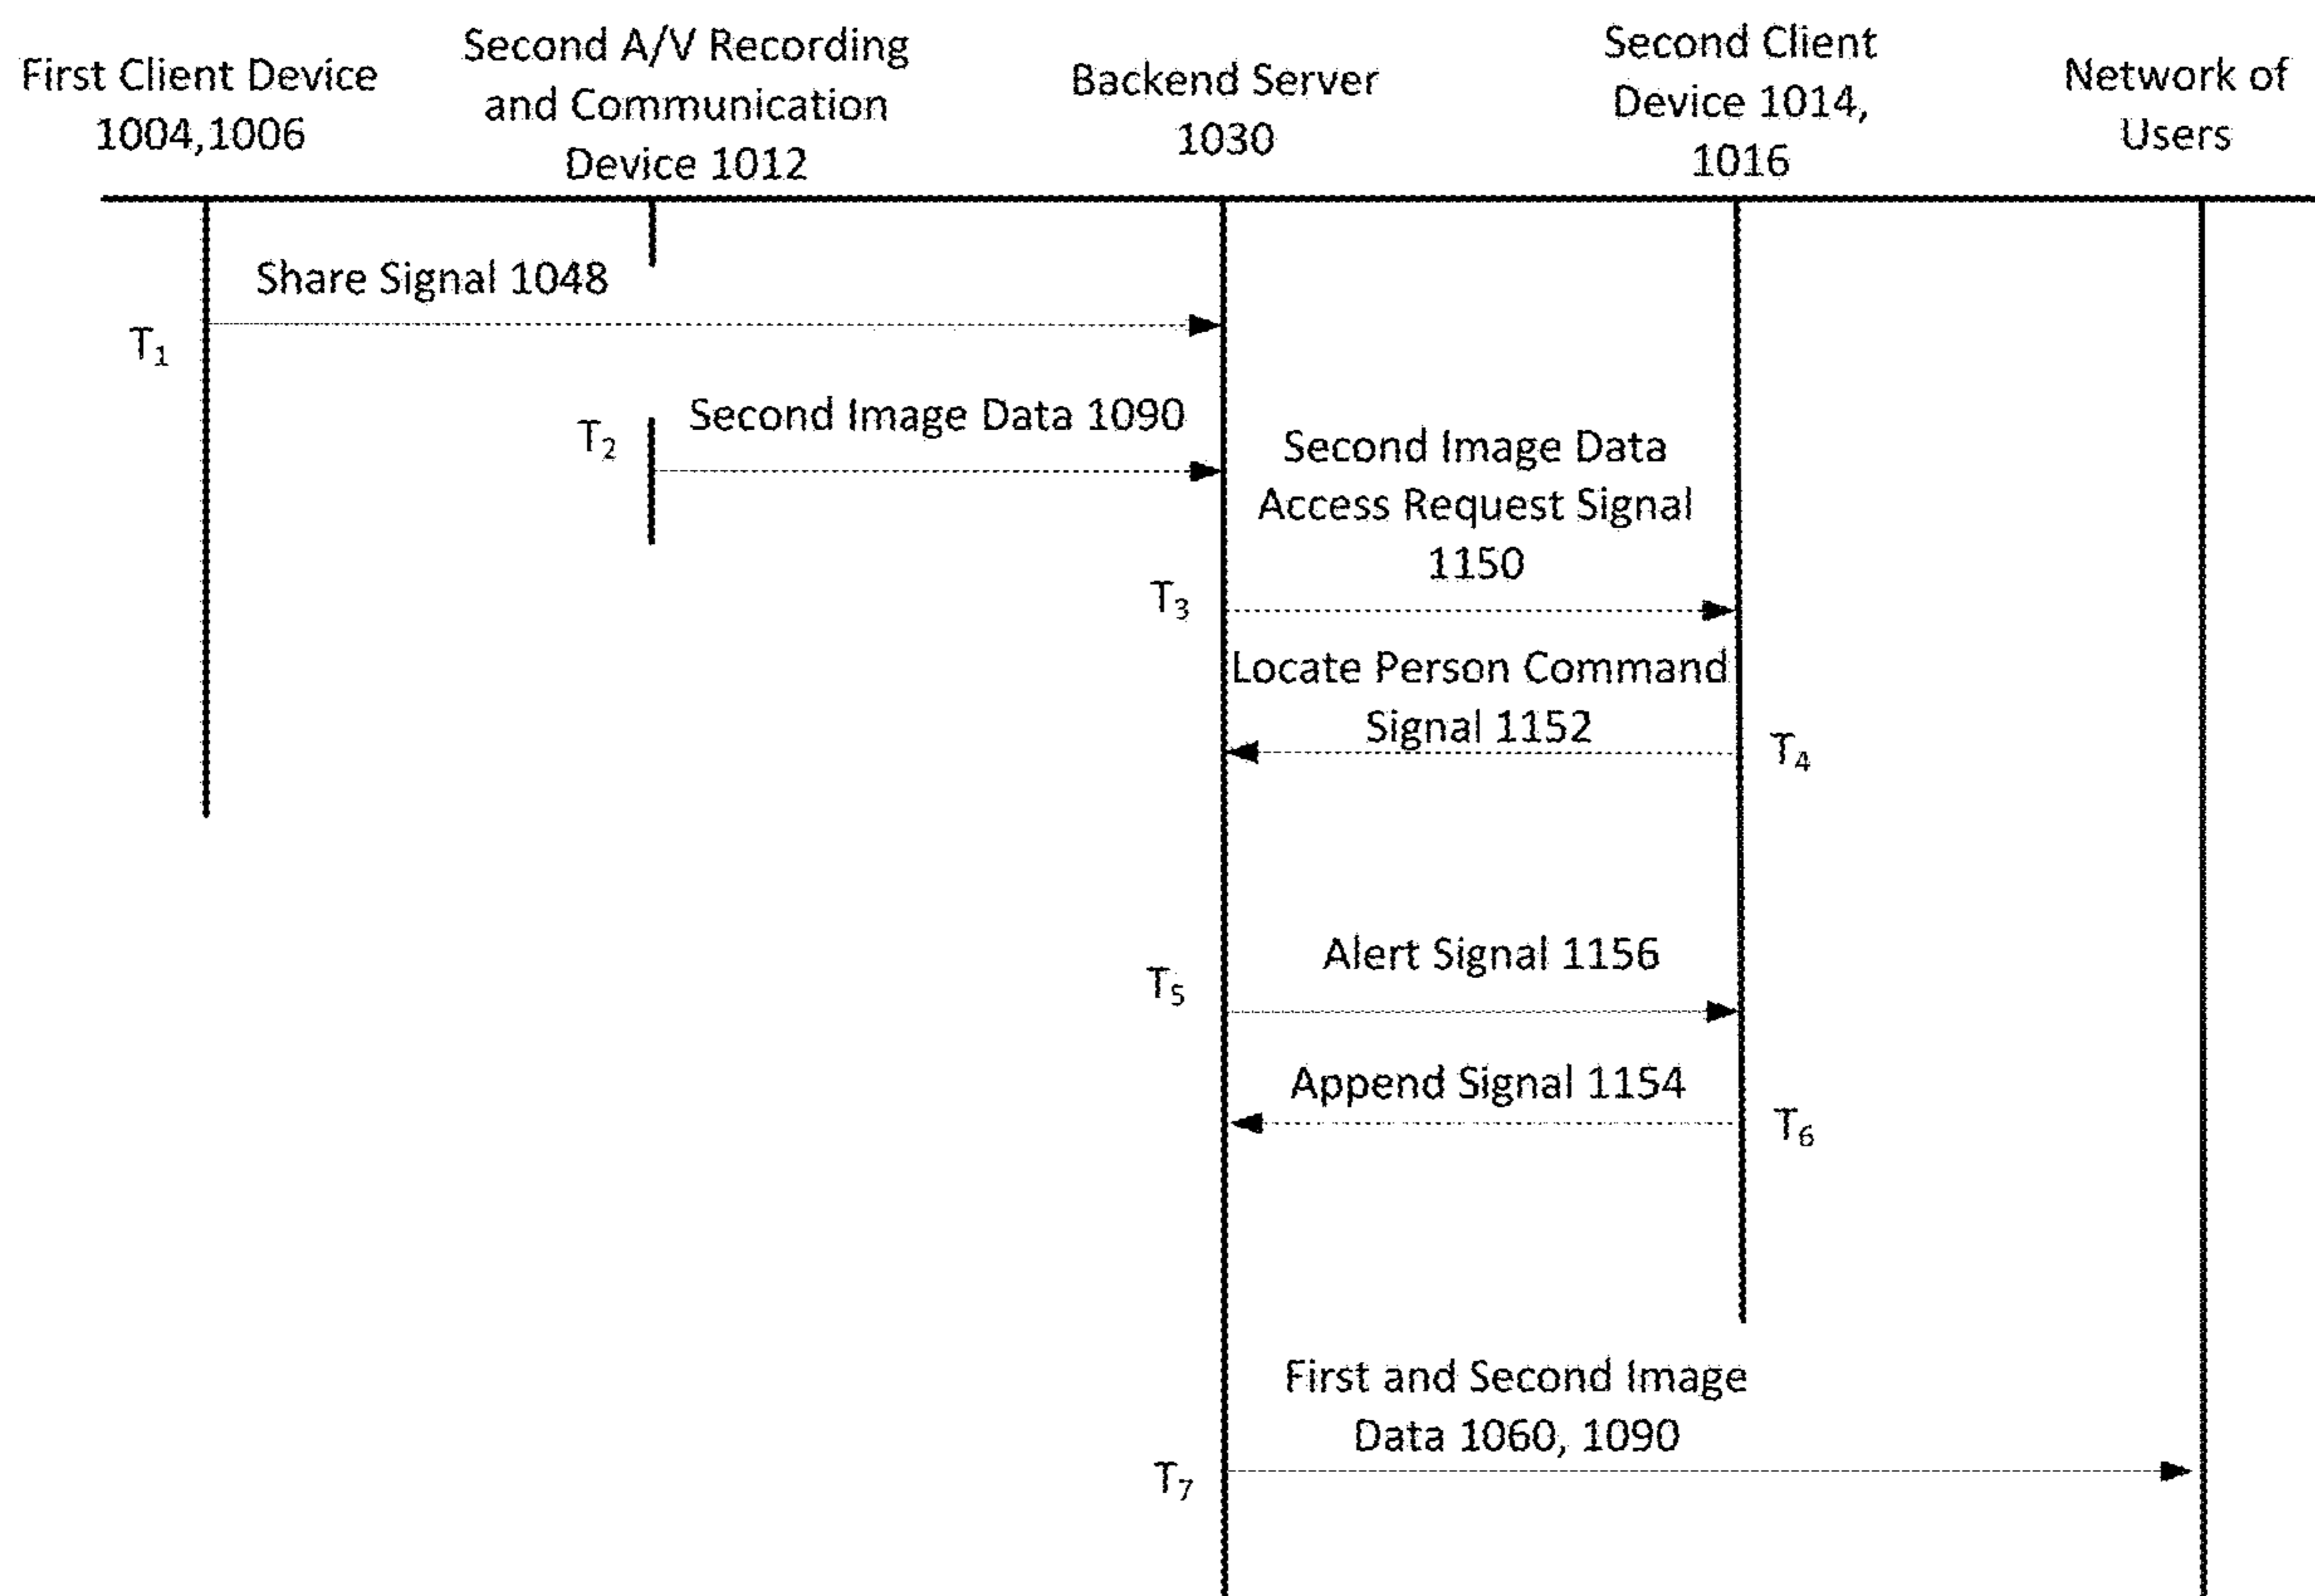 First Client Device
1004,1006
Second A/V Recording
and Communication
Device 1012
Backend Server
1030
Second Client
Device 1014,
1016
Network of
Users
Share Signal 1048
T₁
Second Image Data 1090
T₂
Second Image Data
Access Request Signal
1150
T₃
Locate Person Command
Signal 1152
T₄
Alert Signal 1156
T₅
Append Signal 1154
T₆
First and Second Image
Data 1060, 1090
T₇